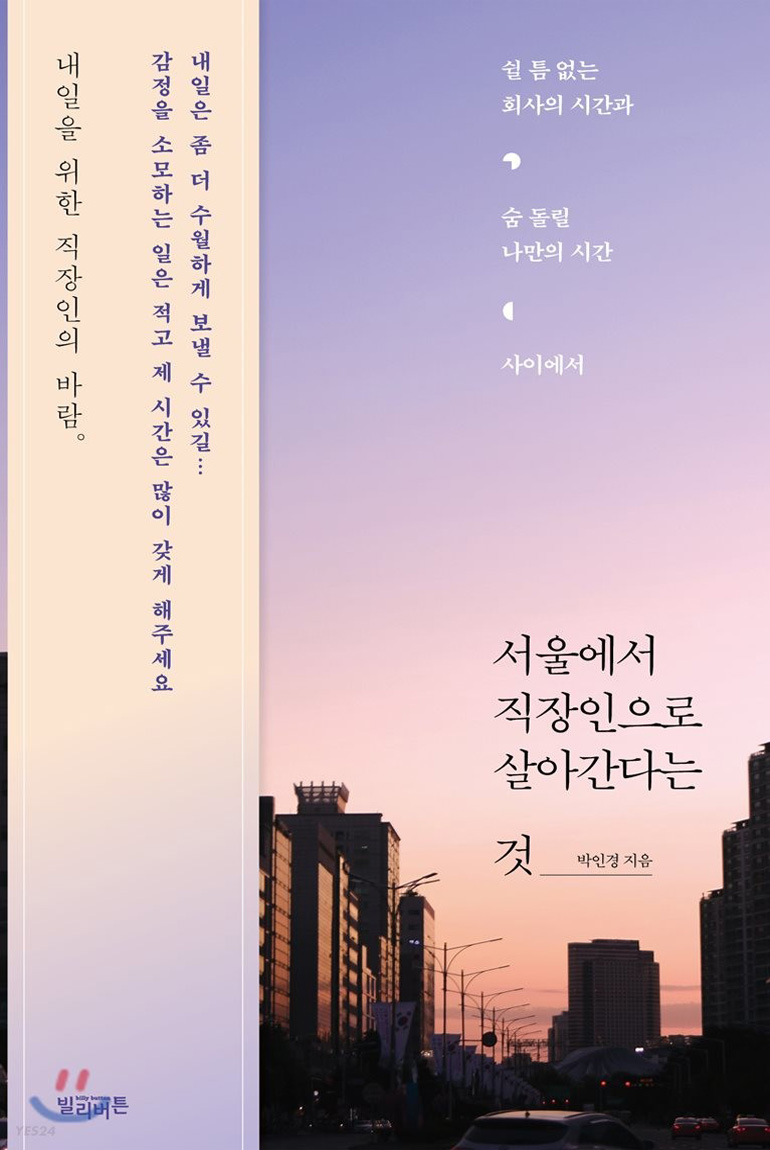 내일은 좀 더 수월하게 보낼 수 있길…
감정을 소모하는 일은 적고 제 시간은 많이 갖게 해주세요
내일을 위한 직장인의 바람。
쉴 틈 없는
회사의 시간과
숨 돌릴
나만의 시간
사이에서
서울에서
직장인으로
살아간다는
것
박인경 지음
billy button
빌리버튼
YES24